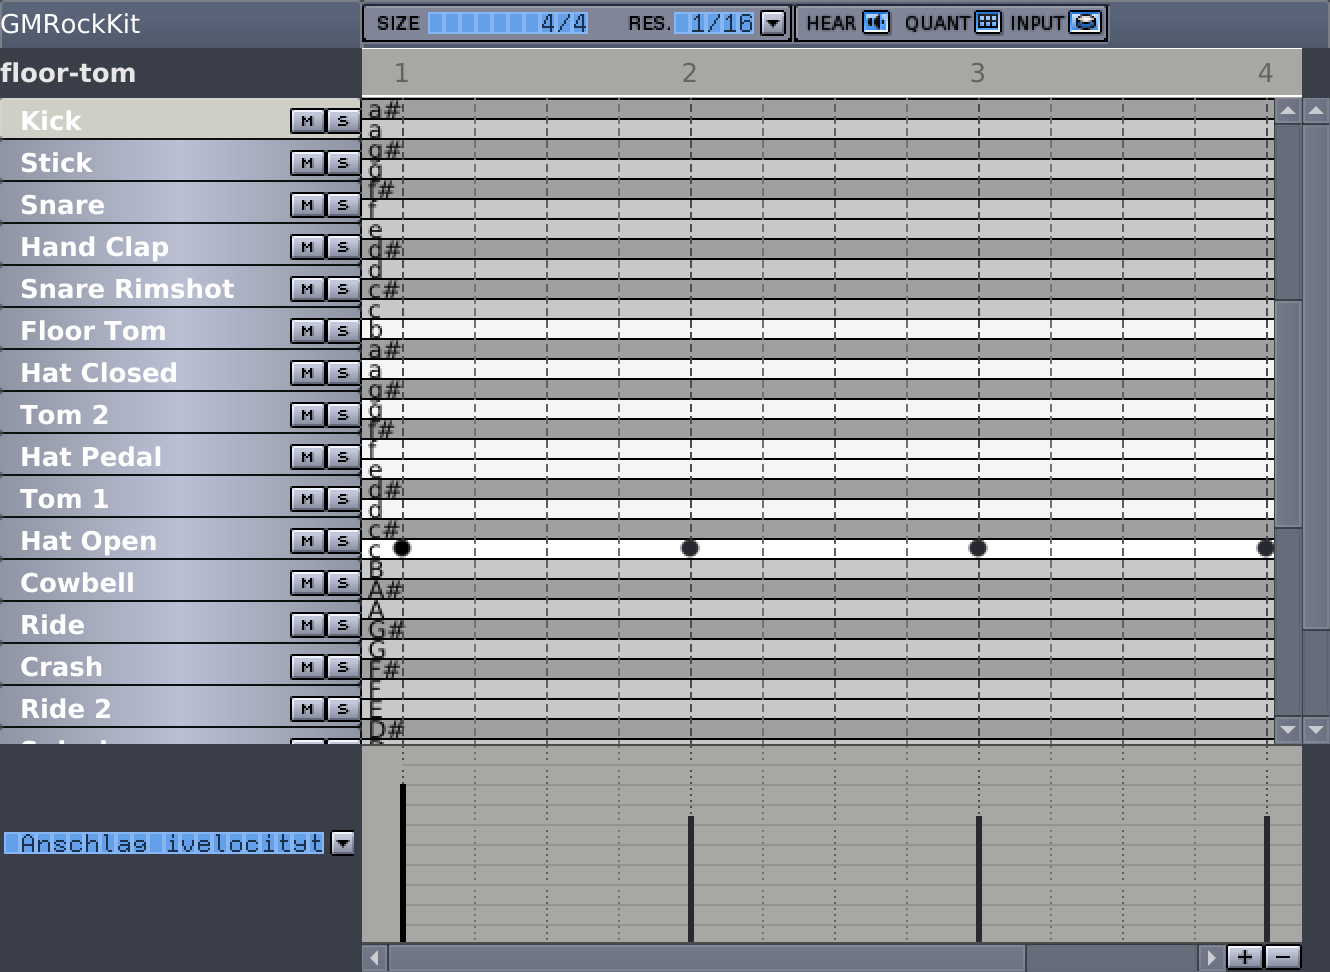 GMRockKit
SIZE 4/4 RES. 1/16 HEAR QUANT INPUT
floor-tom
1 2 3 4
Kick M S
Stick M S
Snare M S
Hand Clap M S
Snare Rimshot M S
Floor Tom M S
Hat Closed M S
Tom 2 M S
Hat Pedal M S
Tom 1 M S
Hat Open M S
Cowbell M S
Ride M S
Crash M S
Ride 2 M S
a#
a
g#
g
f#
f
e
d#
d
c#
c
b
a#
a
g#
g
f#
f
e
d#
d
c#
c
B
A#
A
G#
G
F#
F
E
D#
Anschlag ivelocityt
+ −